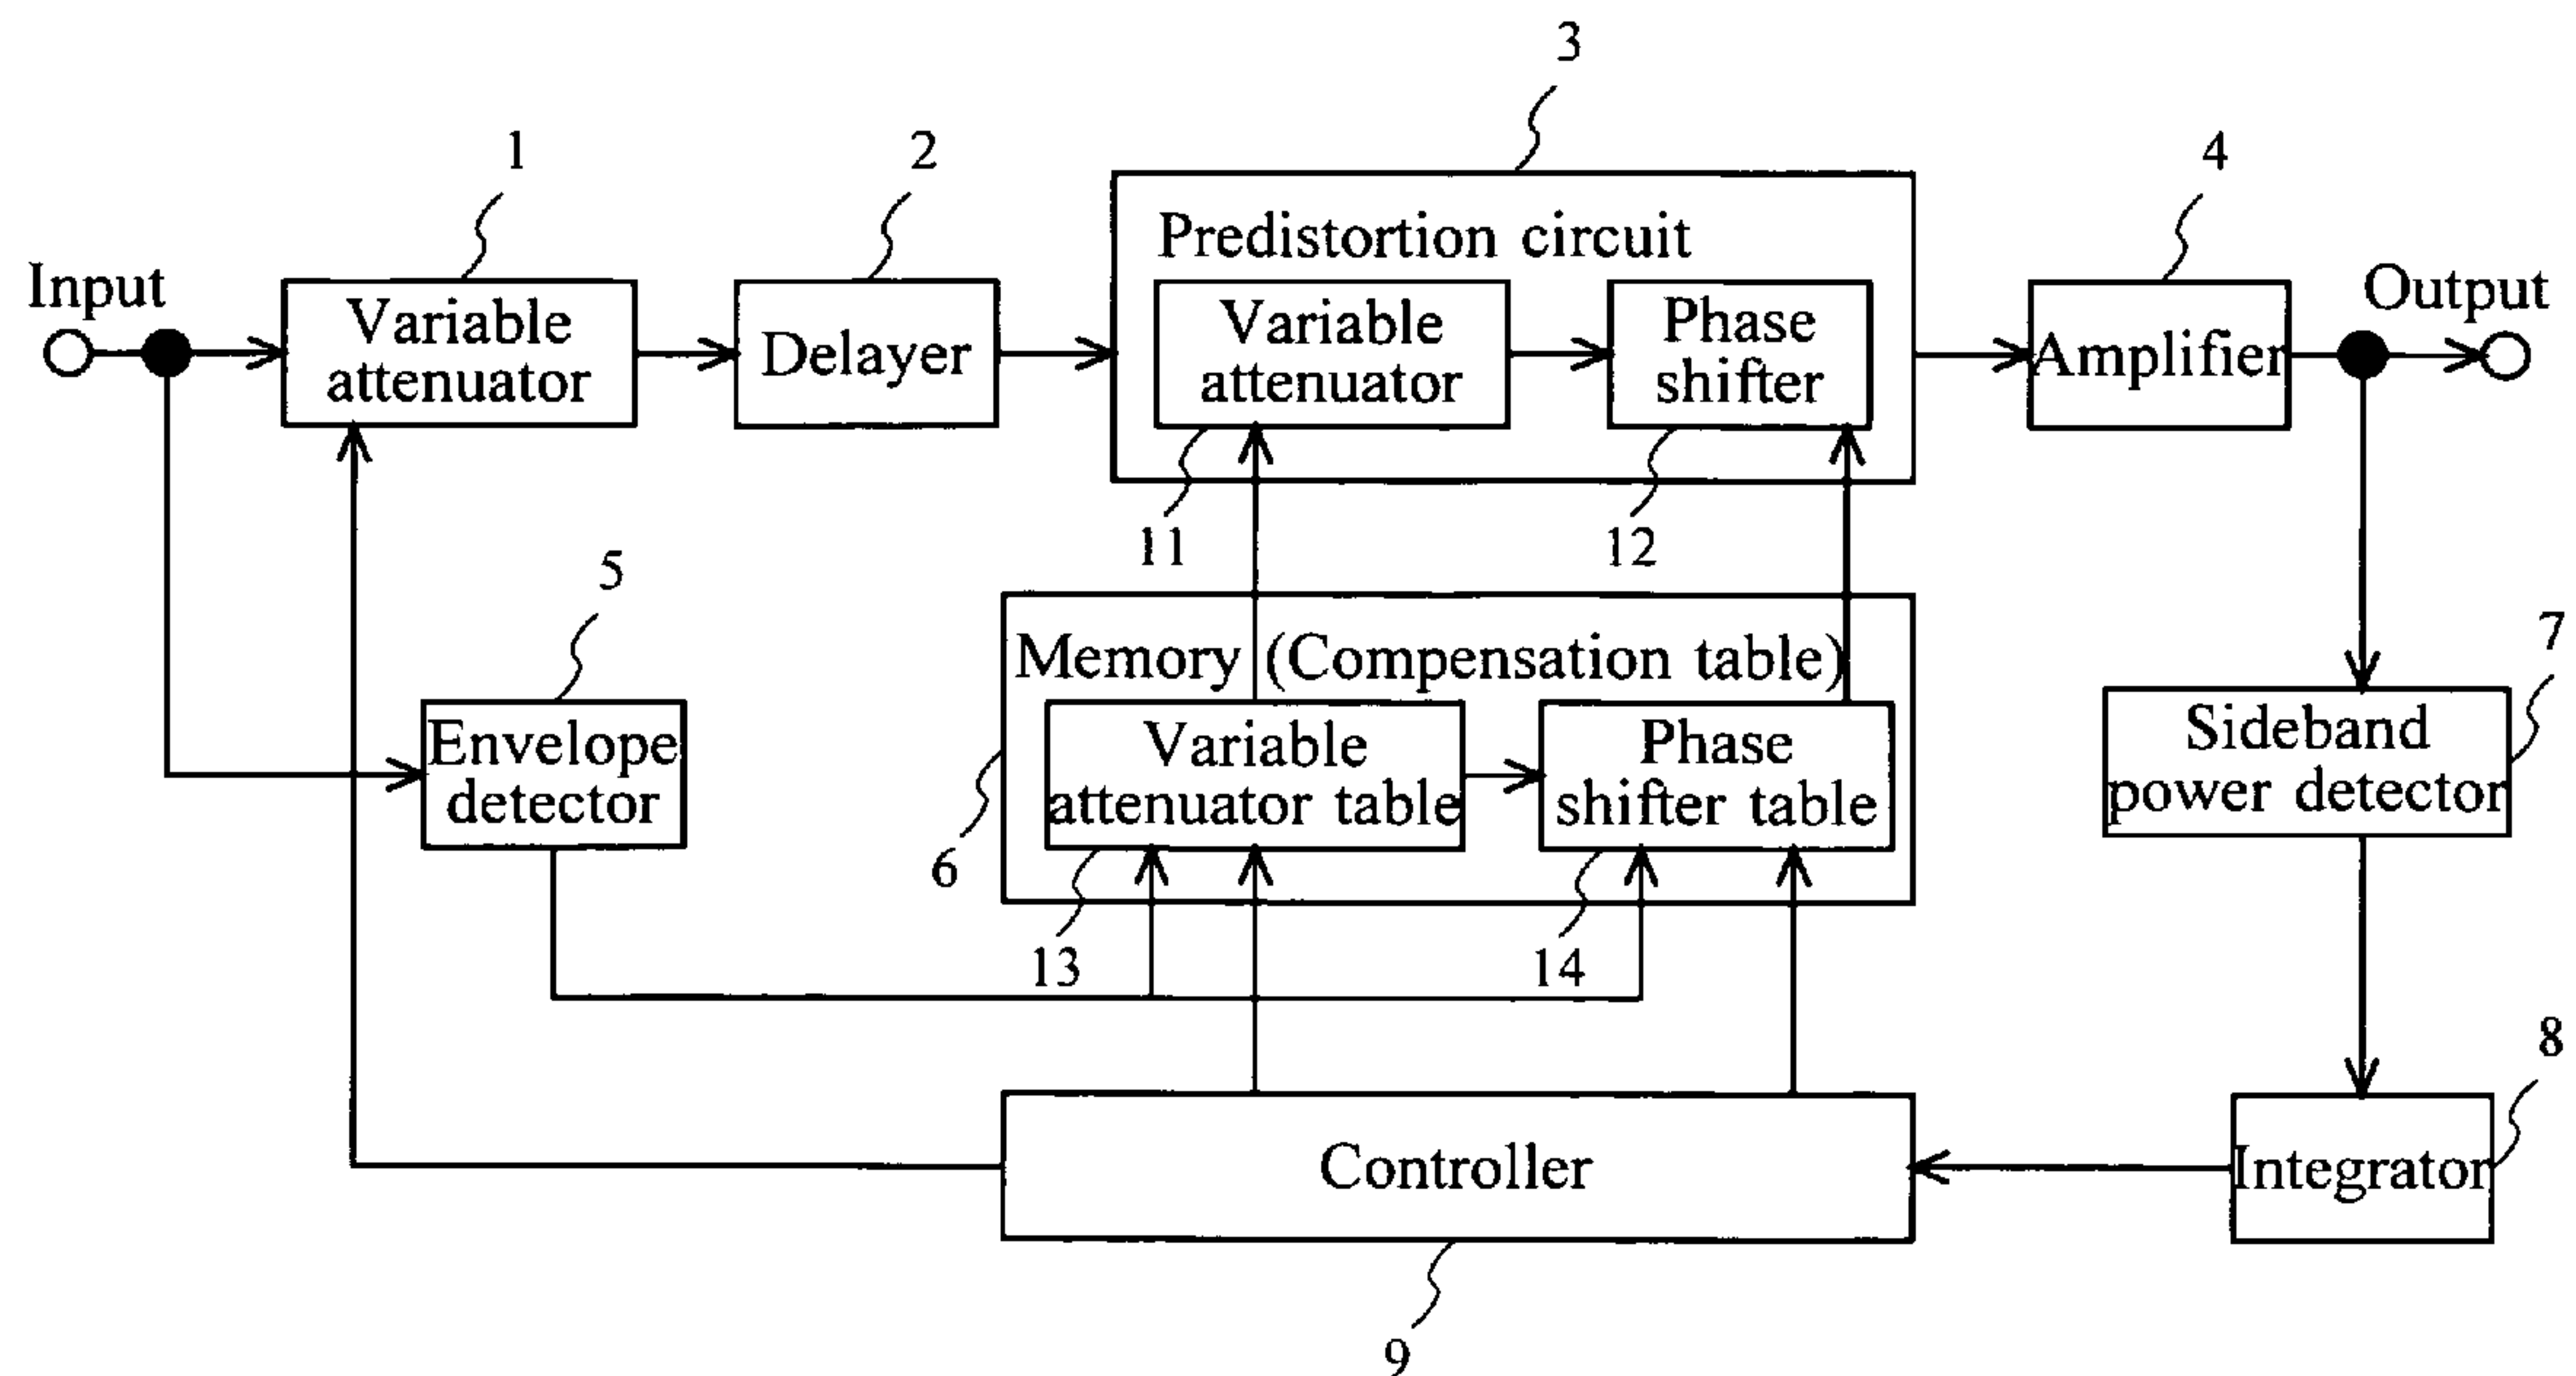 3
1
2
4
Predistortion circuit
Input
Output
Variable
attenuator
Delayer
Variable
attenuator
Phase
shifter
Amplifier
11
12
5
7
Memory (Compensation table)
Envelope
detector
Variable
attenuator table
Phase
shifter table
Sideband
power detector
6
13
14
8
Controller
Integrator
9